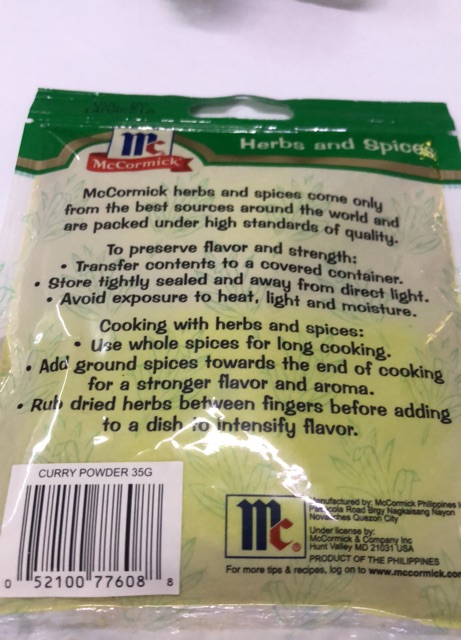 Herbs and Spices
Mc
McCormick
McCormick herbs and spices come only
from the best sources around the world and
are packed under high standards of quality.
To preserve flavor and strength:
• Transfer contents to a covered container.
• Store tightly sealed and away from direct light.
• Avoid exposure to heat, light and moisture.
Cooking with herbs and spices:
• Use whole spices for long cooking.
• Add ground spices towards the end of cooking
for a stronger flavor and aroma.
• Rub dried herbs between fingers before adding
to a dish to intensify flavor.
CURRY POWDER 35G
0 52100 77608 8
Mc®
Manufactured by: McCormick Philippines
Road Brgy Nagkaisang Nayon
Novaliches Quezon City
Under license by:
McCormick & Company Inc
Hunt Valley MD 21031 USA
PRODUCT OF THE PHILIPPINES
For more tips & recipes, log on to www.mccormick.com